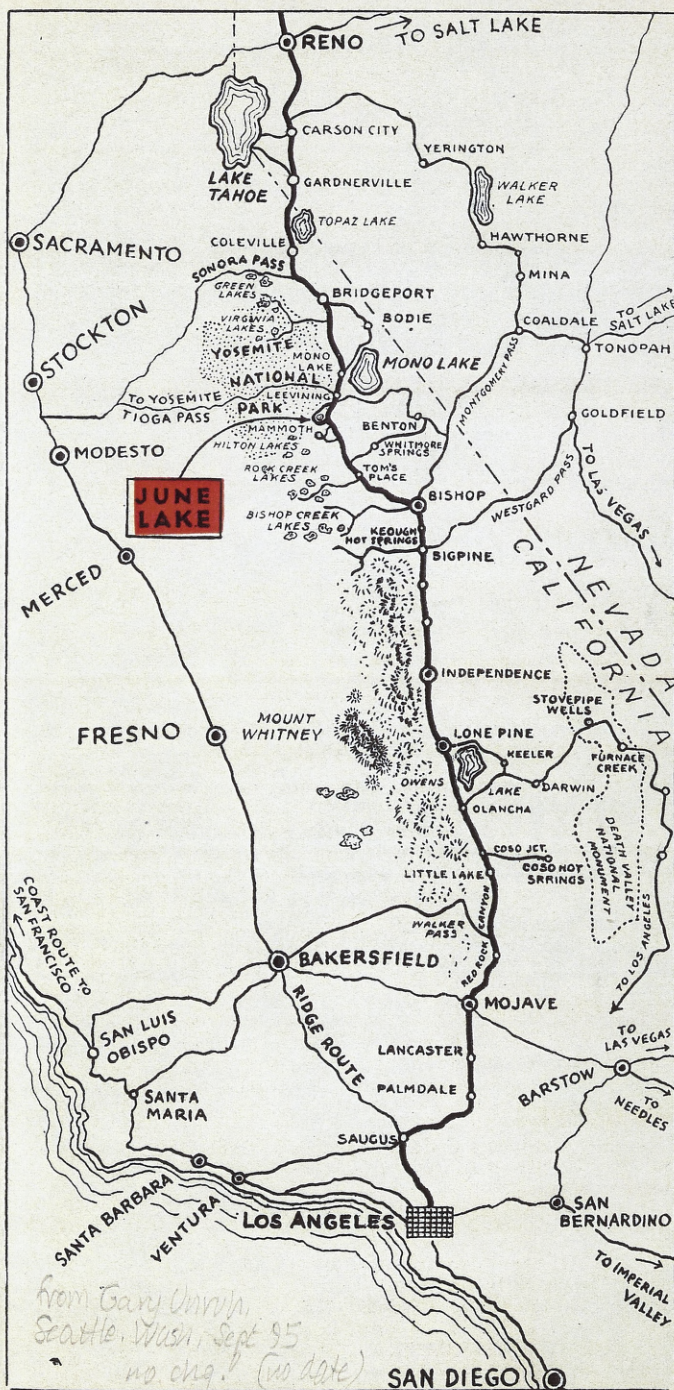 RENO
TO SALT LAKE
CARSON CITY
YERINGTON
LAKE
TAHOE
GARDNERVILLE
WALKER
LAKE
TOPAZ LAKE
SACRAMENTO
COLEVILLE
HAWTHORNE
SONORA PASS
MINA
GREEN
LAKES
BRIDGEPORT
STOCKTON
VIRGINIA
LAKES
BODIE
COALDALE
TO
SALT LAKE
YOSEMITE
MONO
LAKE
MONO LAKE
TONOPAH
NATIONAL
MONTGOMERY PASS
TO YOSEMITE
LEEVINING
TIOGA PASS
PARK
GOLDFIELD
MAMMOTH
BENTON
HILTON LAKES
WHITMORE
SPRINGS
MODESTO
ROCK CREEK
LAKES
TOM'S
PLACE
TO LAS VEGAS
JUNE
LAKE
BISHOP
WESTGARD PASS
BISHOP CREEK
LAKES
KEOUGH
HOT SPRINGS
BIGPINE
MERCED
NEVADA
CALIFORNIA
INDEPENDENCE
STOVEPIPE
WELLS
FRESNO
MOUNT
WHITNEY
LONE PINE
KEELER
FURNACE
CREEK
OWENS
LAKE
DARWIN
OLANCHA
COSO JCT.
COSO HOT
SPRINGS
DEATH VALLEY
NATIONAL
MONUMENT
LITTLE LAKE
COAST ROUTE TO
SAN FRANCISCO
WALKER
PASS
RED ROCK CANYON
TO LOS ANGELES
BAKERSFIELD
MOJAVE
SAN LUIS
OBISPO
RIDGE ROUTE
TO
LAS VEGAS
LANCASTER
BARSTOW
SANTA
MARIA
PALMDALE
TO
NEEDLES
SAUGUS
SANTA BARBARA
VENTURA
LOS ANGELES
SAN
BERNARDINO
TO IMPERIAL
VALLEY
from Gary
Seattle, Wash, Sept 95
no chg. (no date)
SAN DIEGO